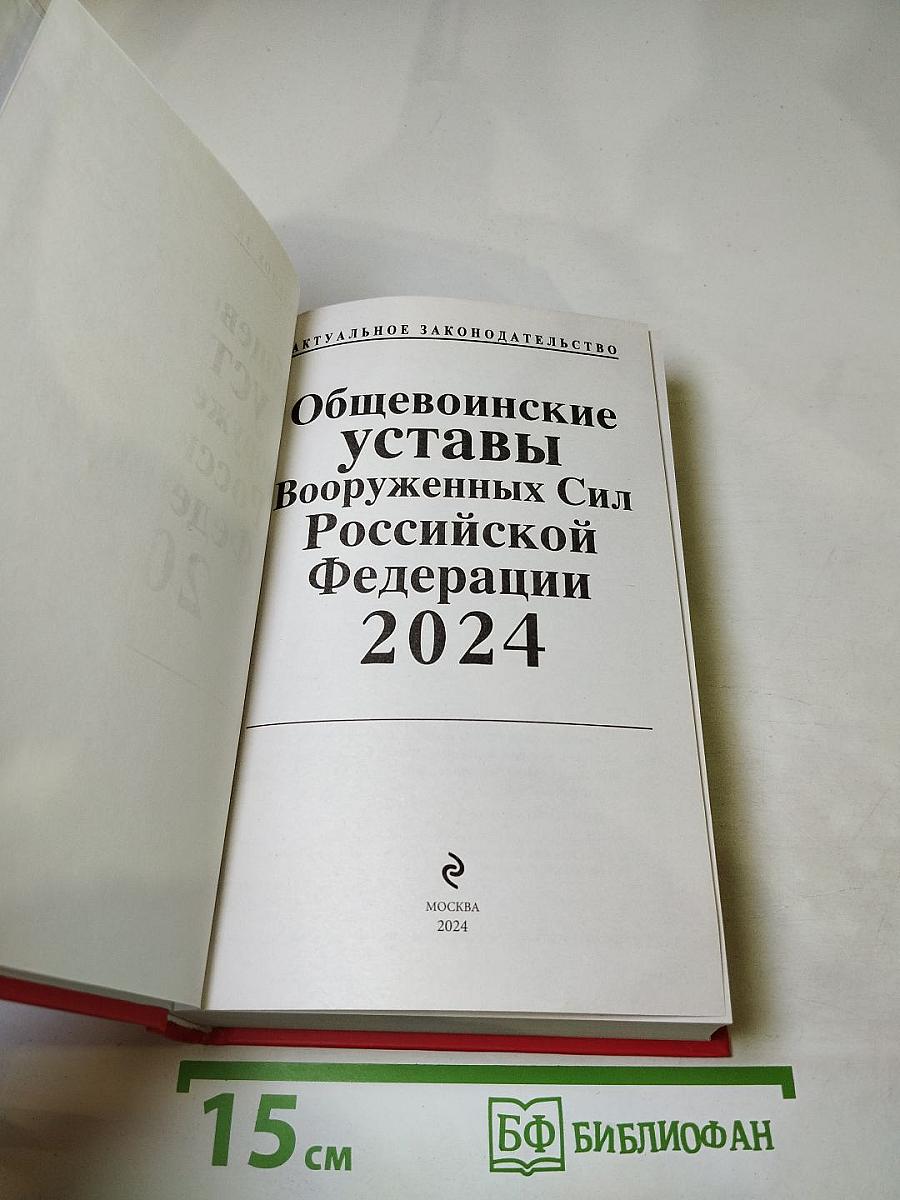 АКТУАЛЬНОЕ ЗАКОНОДАТЕЛЬСТВО
Общевоинские
уставы
Вооруженных Сил
Российской
Федерации
2024
МОСКВА
2024
15 см
БФ БИБЛИОФАН